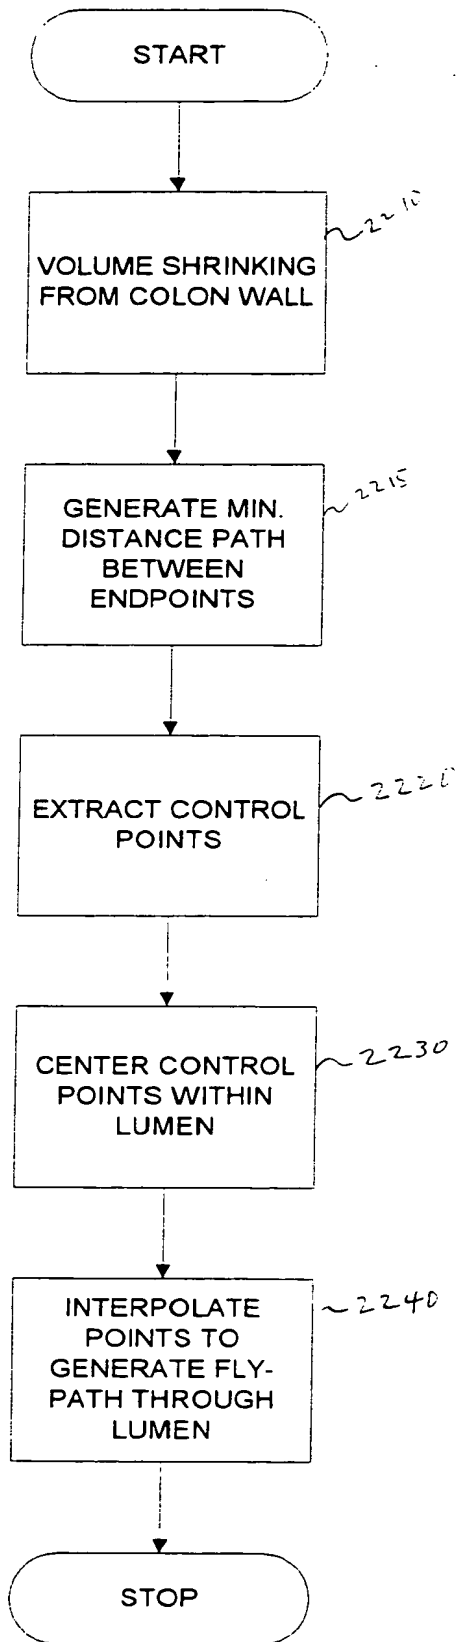 START
2210
VOLUME SHRINKING
FROM COLON WALL
2215
GENERATE MIN.
DISTANCE PATH
BETWEEN
ENDPOINTS
2220
EXTRACT CONTROL
POINTS
2230
CENTER CONTROL
POINTS WITHIN
LUMEN
2240
INTERPOLATE
POINTS TO
GENERATE FLY-
PATH THROUGH
LUMEN
STOP